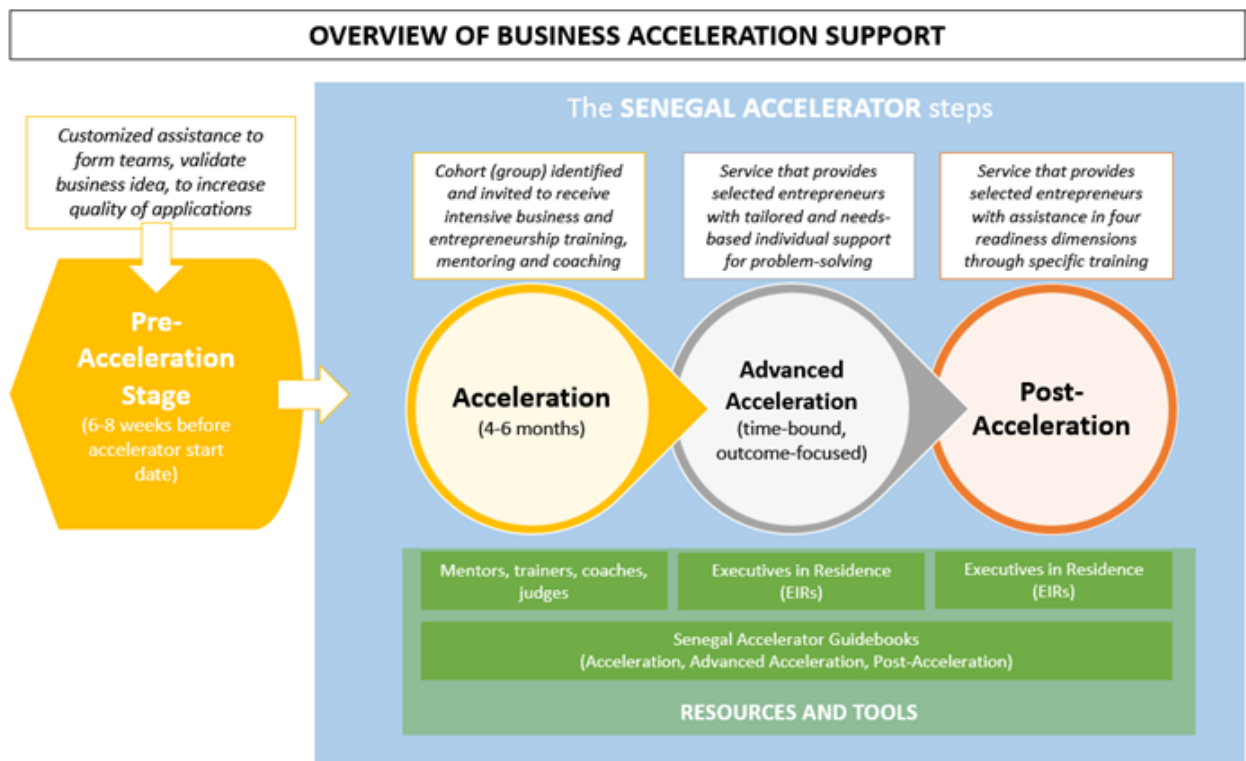 OVERVIEW OF BUSINESS ACCELERATION SUPPORT
Customized assistance to
form teams, validate
business idea, to increase
quality of applications
Pre-
Acceleration
Stage
(6-8 weeks before
accelerator start
date)
The SENEGAL ACCELERATOR steps
Cohort (group) identified
and invited to receive
intensive business and
entrepreneurship training,
mentoring and coaching
Service that provides
selected entrepreneurs
with tailored and needs-
based individual support
for problem-solving
Service that provides
selected entrepreneurs
with assistance in four
readiness dimensions
through specific training
Acceleration
(4-6 months)
Advanced
Acceleration
(time-bound,
outcome-focused)
Post-
Acceleration
Mentors, trainers, coaches,
judges
Executives in Residence
(EIRs)
Executives in Residence
(EIRs)
Senegal Accelerator Guidebooks
(Acceleration, Advanced Acceleration, Post-Acceleration)
RESOURCES AND TOOLS